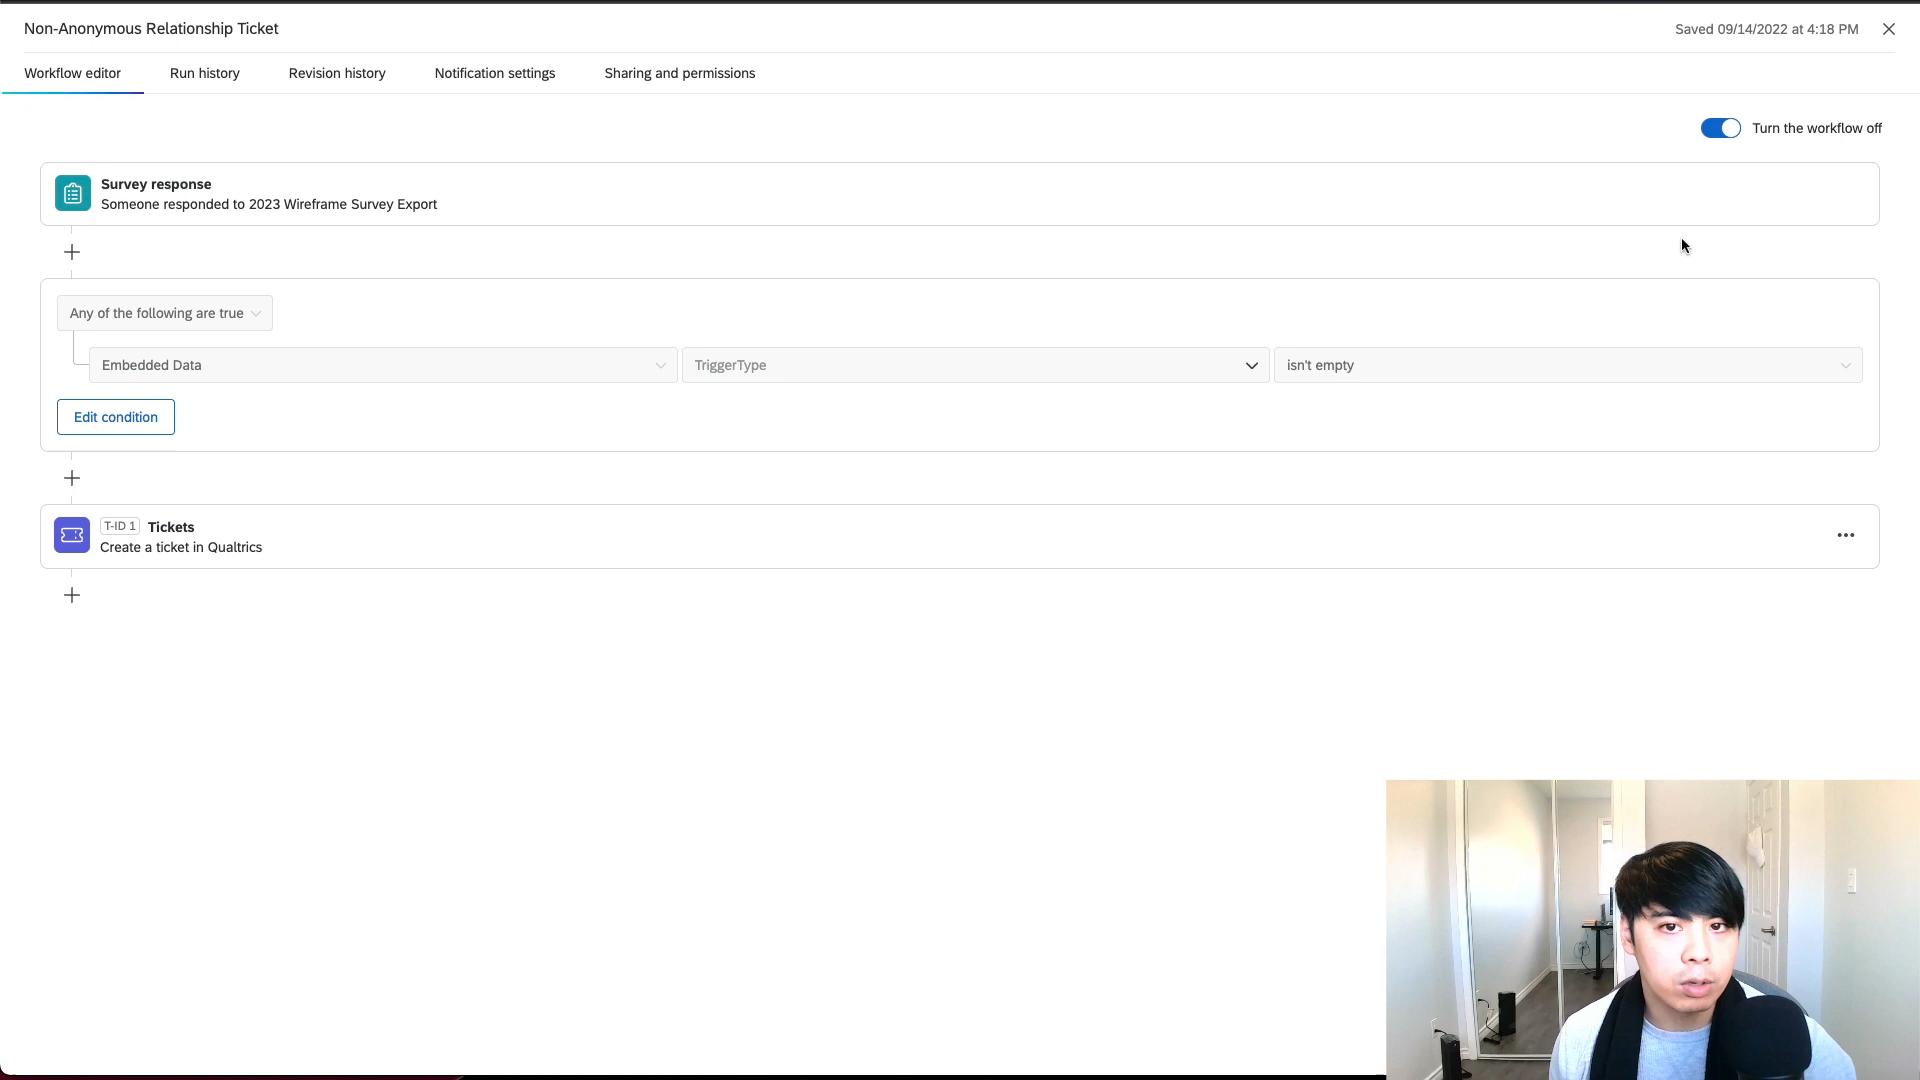 Non-Anonymous Relationship Ticket
Saved 09/14/2022 at 4:18 PM
Workflow editor
Run history
Revision history
Notification settings
Sharing and permissions
Turn the workflow off
Survey response
Someone responded to 2023 Wireframe Survey Export
Any of the following are true
Embedded Data
TriggerType
isn't empty
Edit condition
T-ID 1 Tickets
Create a ticket in Qualtrics